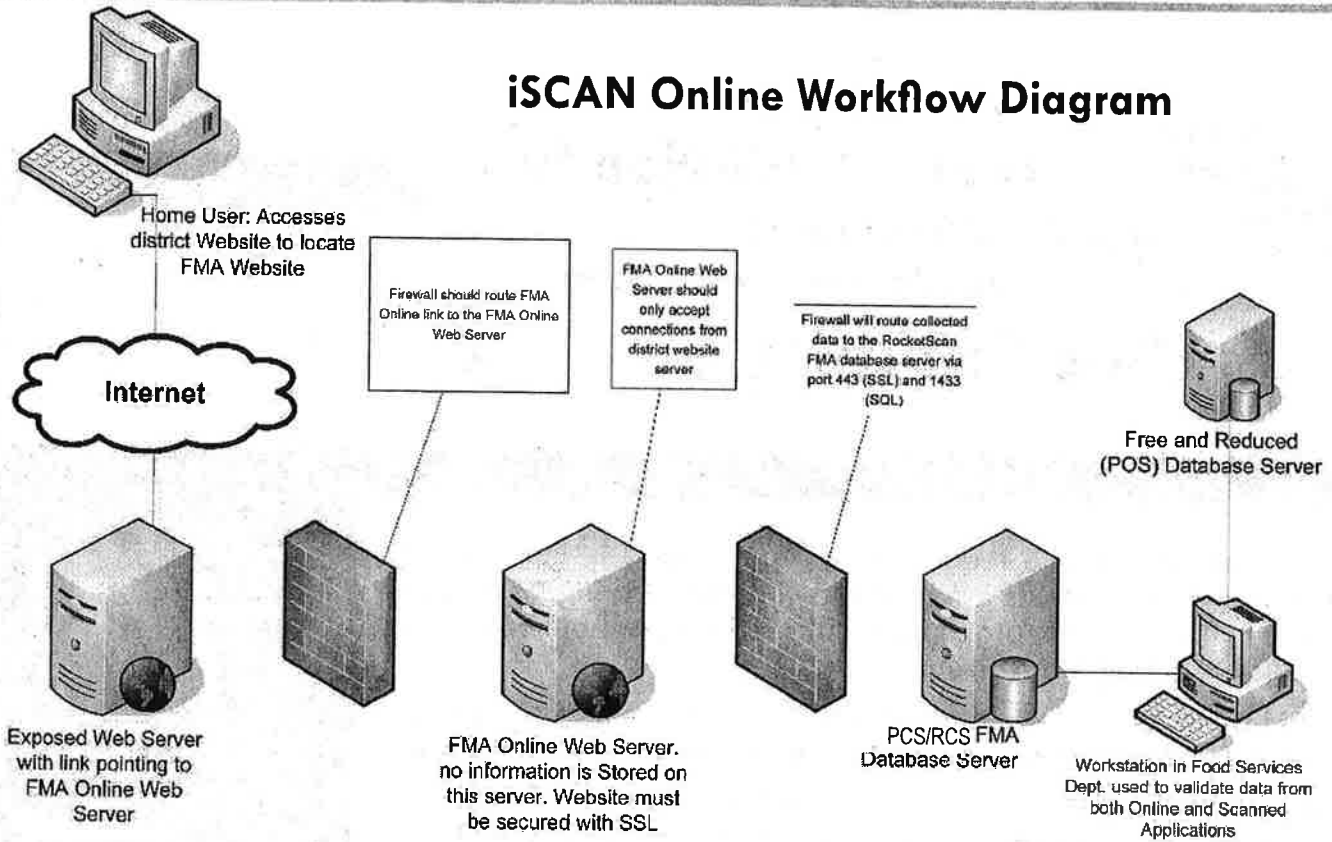 iSCAN Online Workflow Diagram
Home User: Accesses
district Website to locate
FMA Website
Firewall should route FMA
Online link to the FMA Online
Web Server
FMA Online Web
Server should
only accept
connections from
district website
server
Firewall will route collected
data to the RocketScan
FMA database server via
port 443 (SSL) and 1433
(SQL)
Internet
Free and Reduced
(POS) Database Server
Exposed Web Server
with link pointing to
FMA Online Web
Server
FMA Online Web Server.
no information is Stored on
this server. Website must
be secured with SSL
PCS/RCS FMA
Database Server
Workstation in Food Services
Dept. used to validate data from
both Online and Scanned
Applications